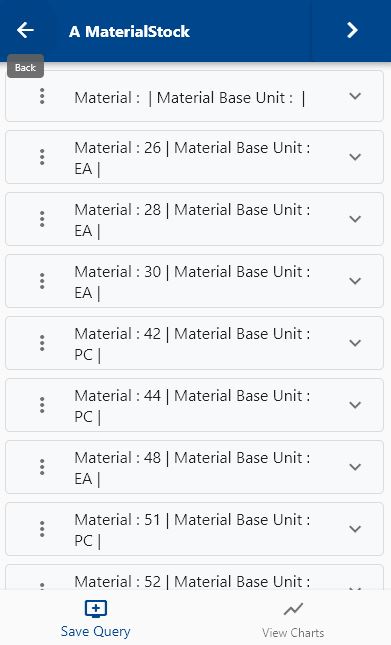 A MaterialStock
Back
Material :  | Material Base Unit :  |
Material : 26 | Material Base Unit :
EA |
Material : 28 | Material Base Unit :
EA |
Material : 30 | Material Base Unit :
EA |
Material : 42 | Material Base Unit :
PC |
Material : 44 | Material Base Unit :
PC |
Material : 48 | Material Base Unit :
EA |
Material : 51 | Material Base Unit :
PC |
Material : 52 | Material Base Unit :
Save Query
View Charts